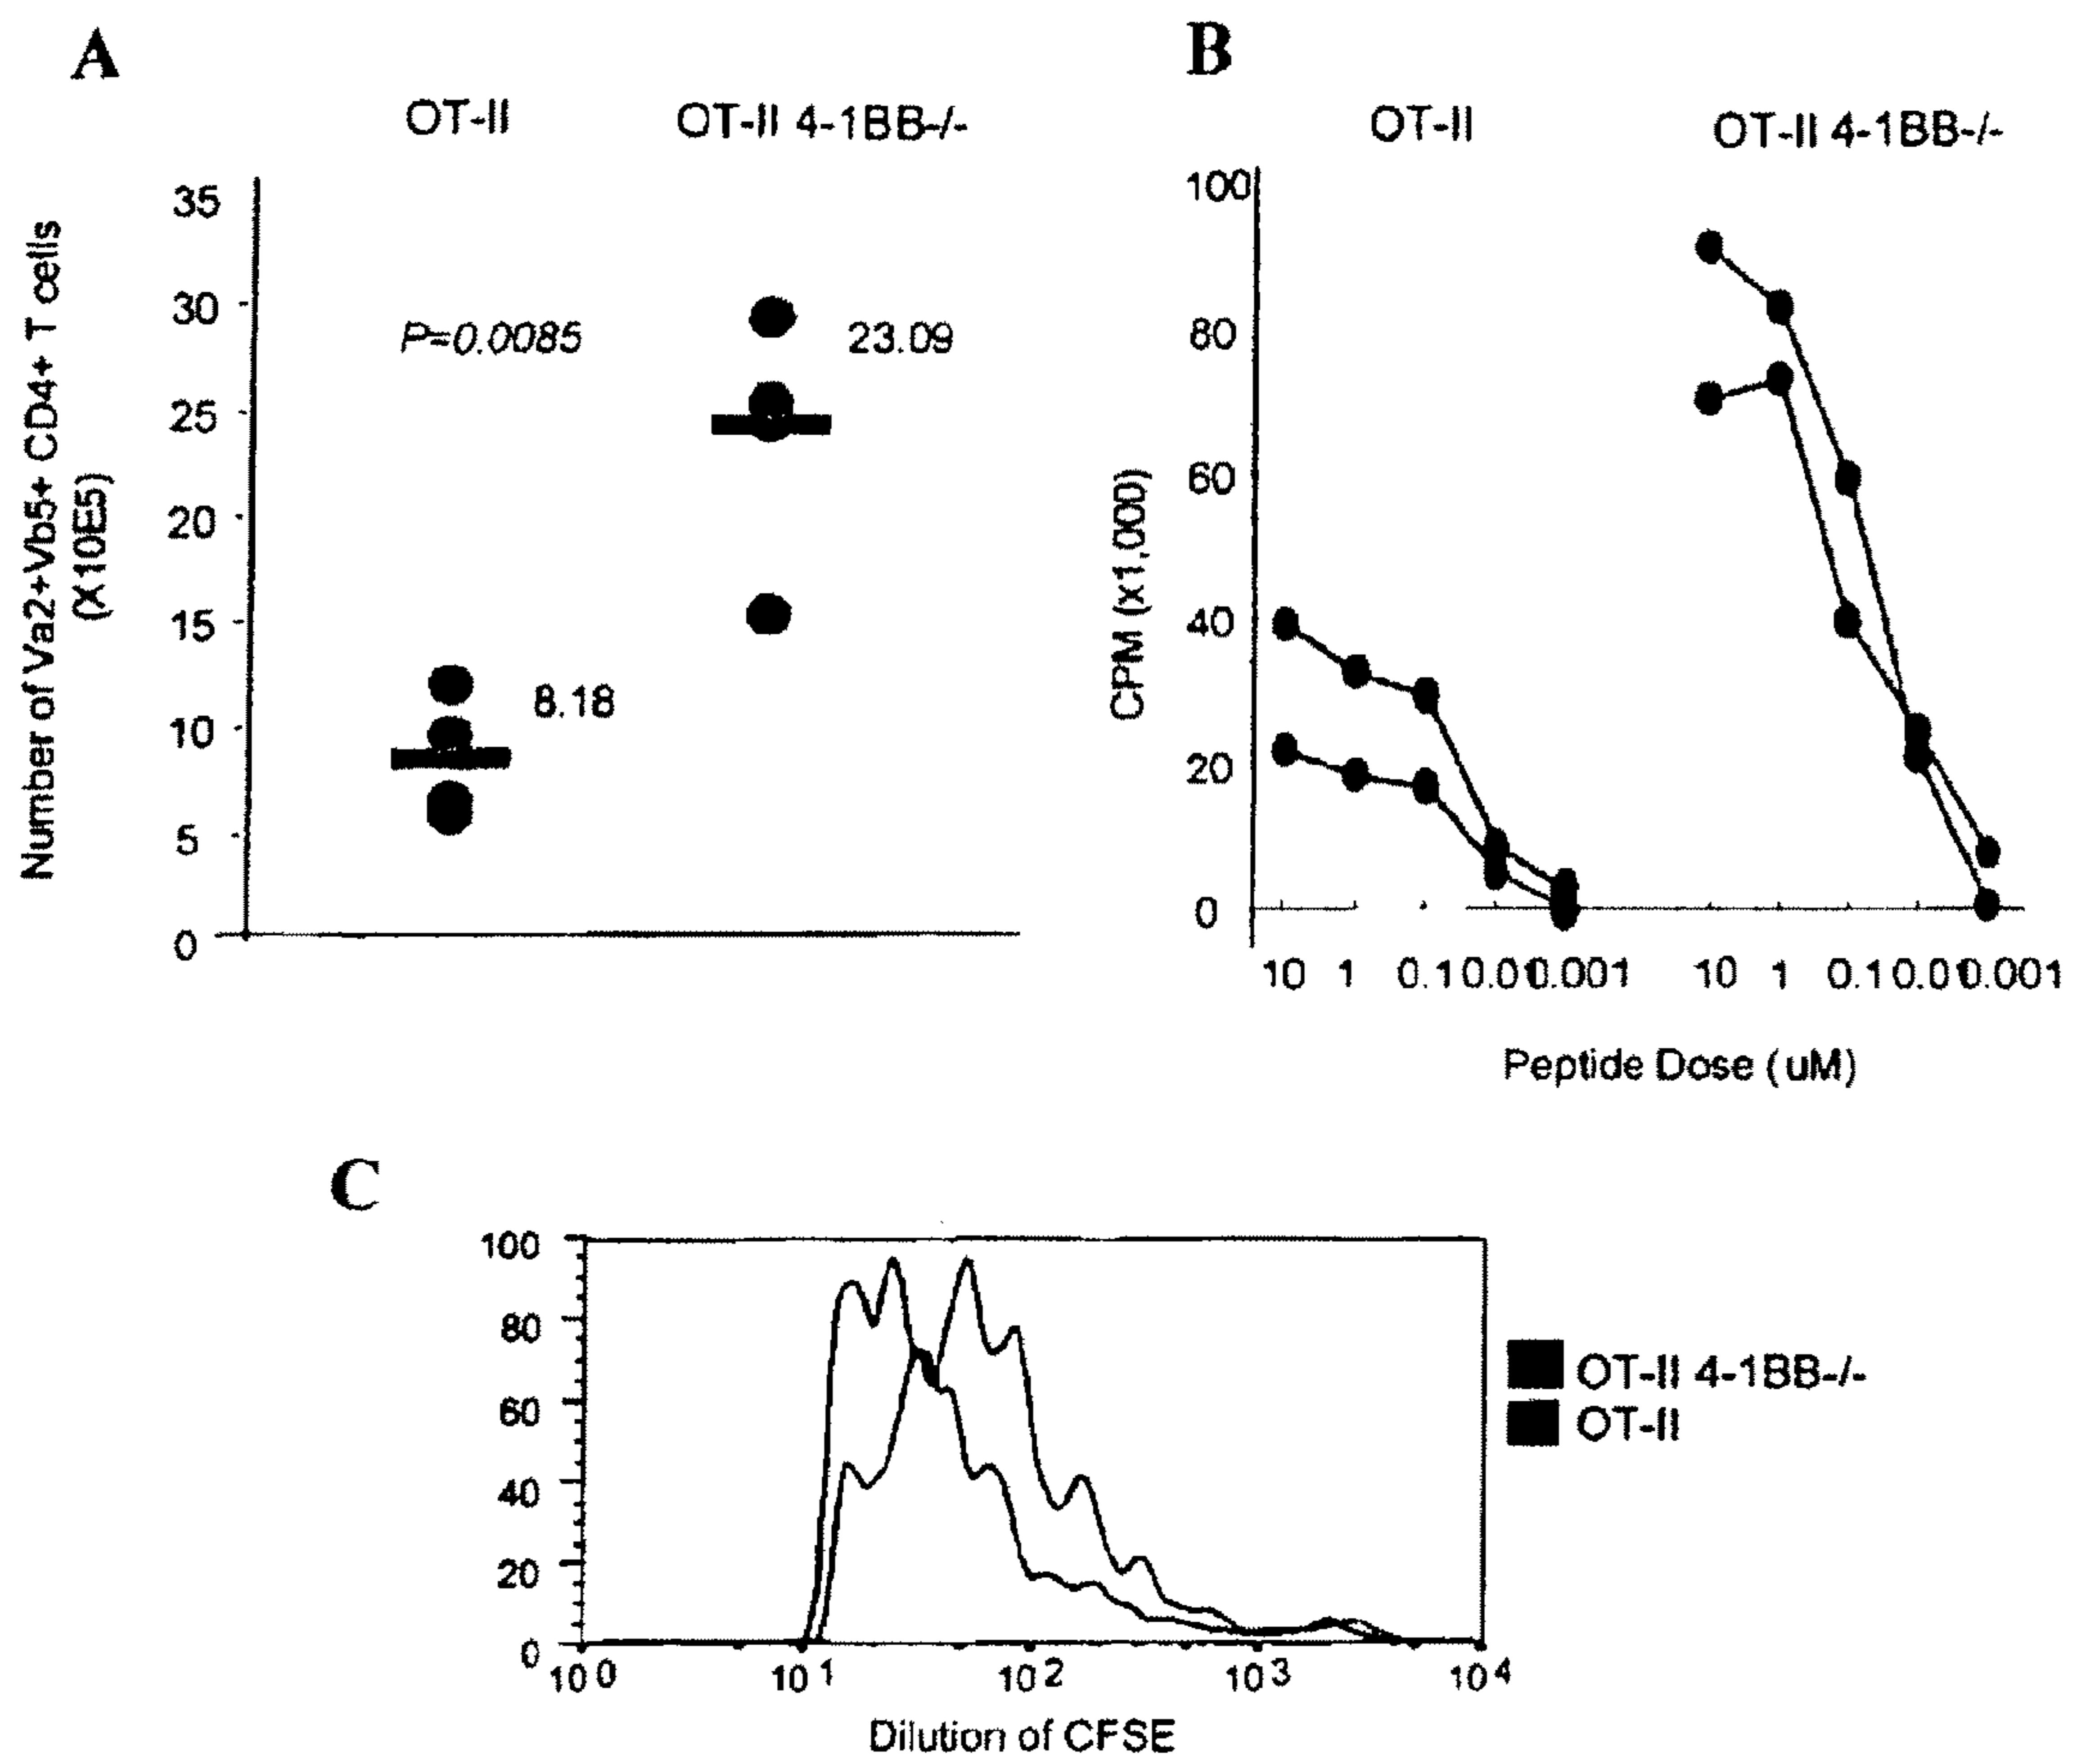 A
OT-II
OT-II 4-1BB-/-
Number of Va2+Vb5+ CD4+ T cells
(X10E5)
35
30
25
20
15
10
5
0
P=0.0085
23.09
8.18
B
OT-II
OT-II 4-1BB-/-
CPM (x1,000)
100
80
60
40
20
0
10 1 0.1 0.01 0.001 10 1 0.1 0.01 0.001
Peptide Dose (uM)
C
100
80
60
40
20
0
10 0 10 1 10 2 10 3 10 4
Dilution of CFSE
OT-II 4-1BB-/-
OT-II